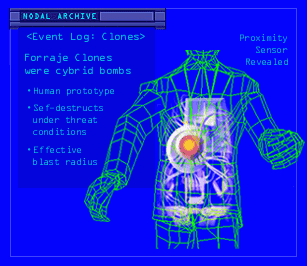 NODAL ARCHIVE
<Event Log: Clones>
Proximity
Sensor
Revealed
Forraje Clones
were cybrid bombs
•Human prototype
•Sef-destructs
under threat
conditions
•Effective
blast radius